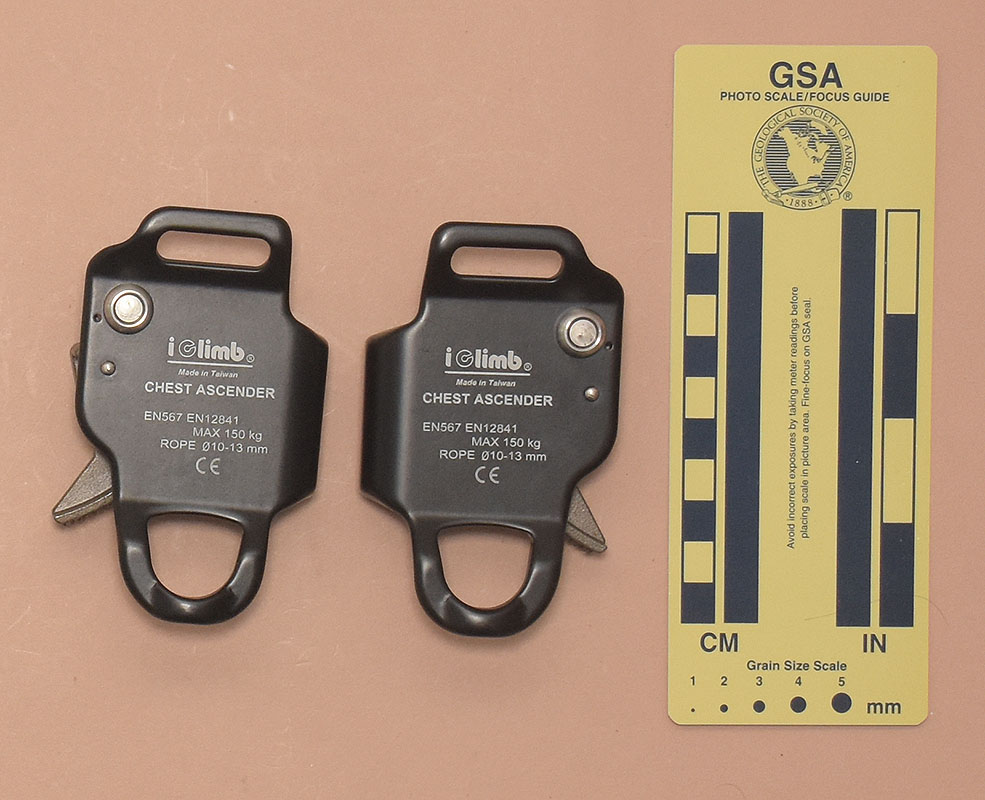 i Climb®
Made in Taiwan
CHEST ASCENDER
EN567 EN12841
MAX 150 kg
ROPE Ø10-13 mm
CE
i Climb®
Made in Taiwan
CHEST ASCENDER
EN567 EN12841
MAX 150 kg
ROPE Ø10-13 mm
CE
GSA
PHOTO SCALE/FOCUS GUIDE
THE GEOLOGICAL SOCIETY OF AMERICA
·1888·
®
Avoid incorrect exposures by taking meter readings before
placing scale in picture area. Fine-focus on GSA seal.
CM IN
Grain Size Scale
1 2 3 4 5
mm